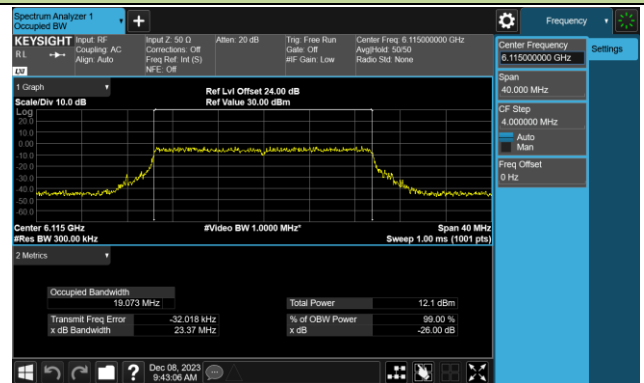 Spectrum Analyzer 1
Occupied BW
Frequency
KEYSIGHT
RL
LXI
Input: RF
Coupling: AC
Align: Auto
Input Z: 50 Ω
Corrections: Off
Freq Ref: Int (S)
NFE: Off
Atten: 20 dB
Trig: Free Run
Gate: Off
#IF Gain: Low
Center Freq: 6.115000000 GHz
Avg|Hold: 50/50
Radio Std: None
Center Frequency
6.115000000 GHz
Settings
Span
40.000 MHz
CF Step
4.000000 MHz
Auto
Man
Freq Offset
0 Hz
1 Graph
Scale/Div 10.0 dB
Ref Lvl Offset 24.00 dB
Ref Value 30.00 dBm
Log
20.0
10.0
0.00
-10.0
-20.0
-30.0
-40.0
-50.0
-60.0
Center 6.115 GHz
#Video BW 1.0000 MHz*
Span 40 MHz
#Res BW 300.00 kHz
Sweep 1.00 ms (1001 pts)
2 Metrics
Occupied Bandwidth
19.073 MHz
Total Power 12.1 dBm
Transmit Freq Error -32.018 kHz
% of OBW Power 99.00 %
x dB Bandwidth 23.37 MHz
x dB -26.00 dB
?
Dec 08, 2023
9:43:06 AM